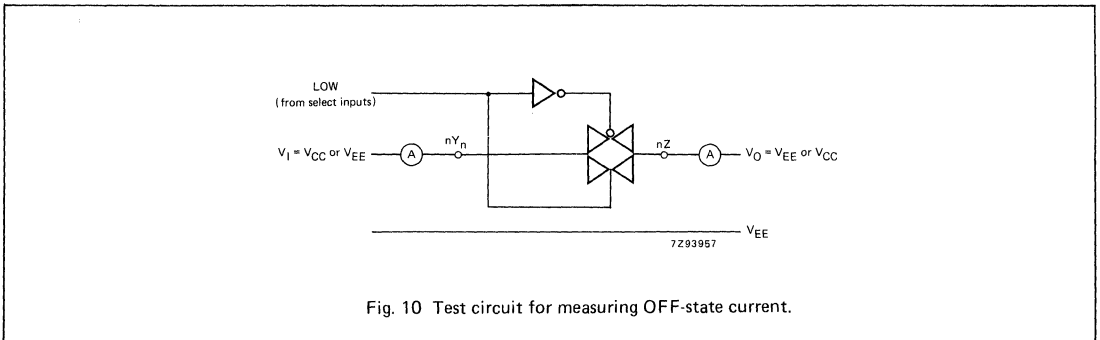 LOW
(from select inputs)
V_I = V_CC or V_EE
A
nY_n
nZ
A
V_O = V_EE or V_CC
V_EE
7Z93957
Fig. 10 Test circuit for measuring OFF-state current.